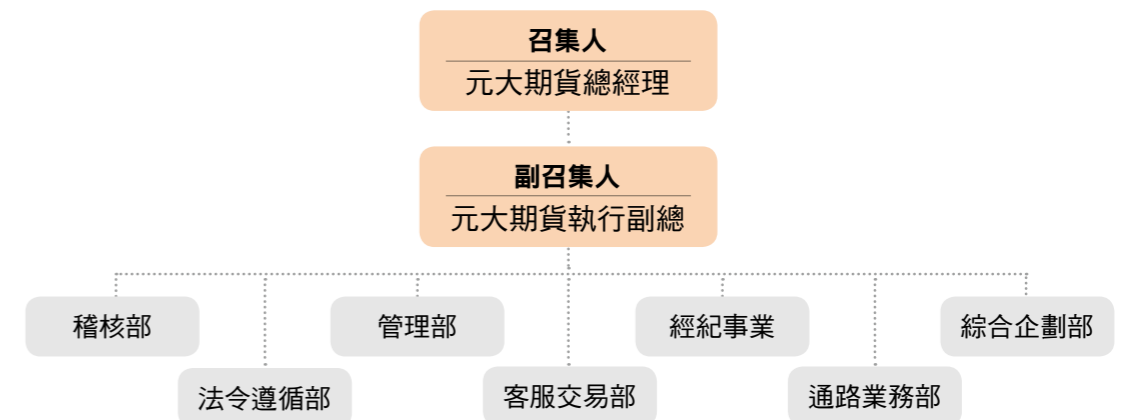 召集人
元大期貨總經理
副召集人
元大期貨執行副總
稽核部
管理部
經紀事業
綜合企劃部
法令遵循部
客服交易部
通路業務部